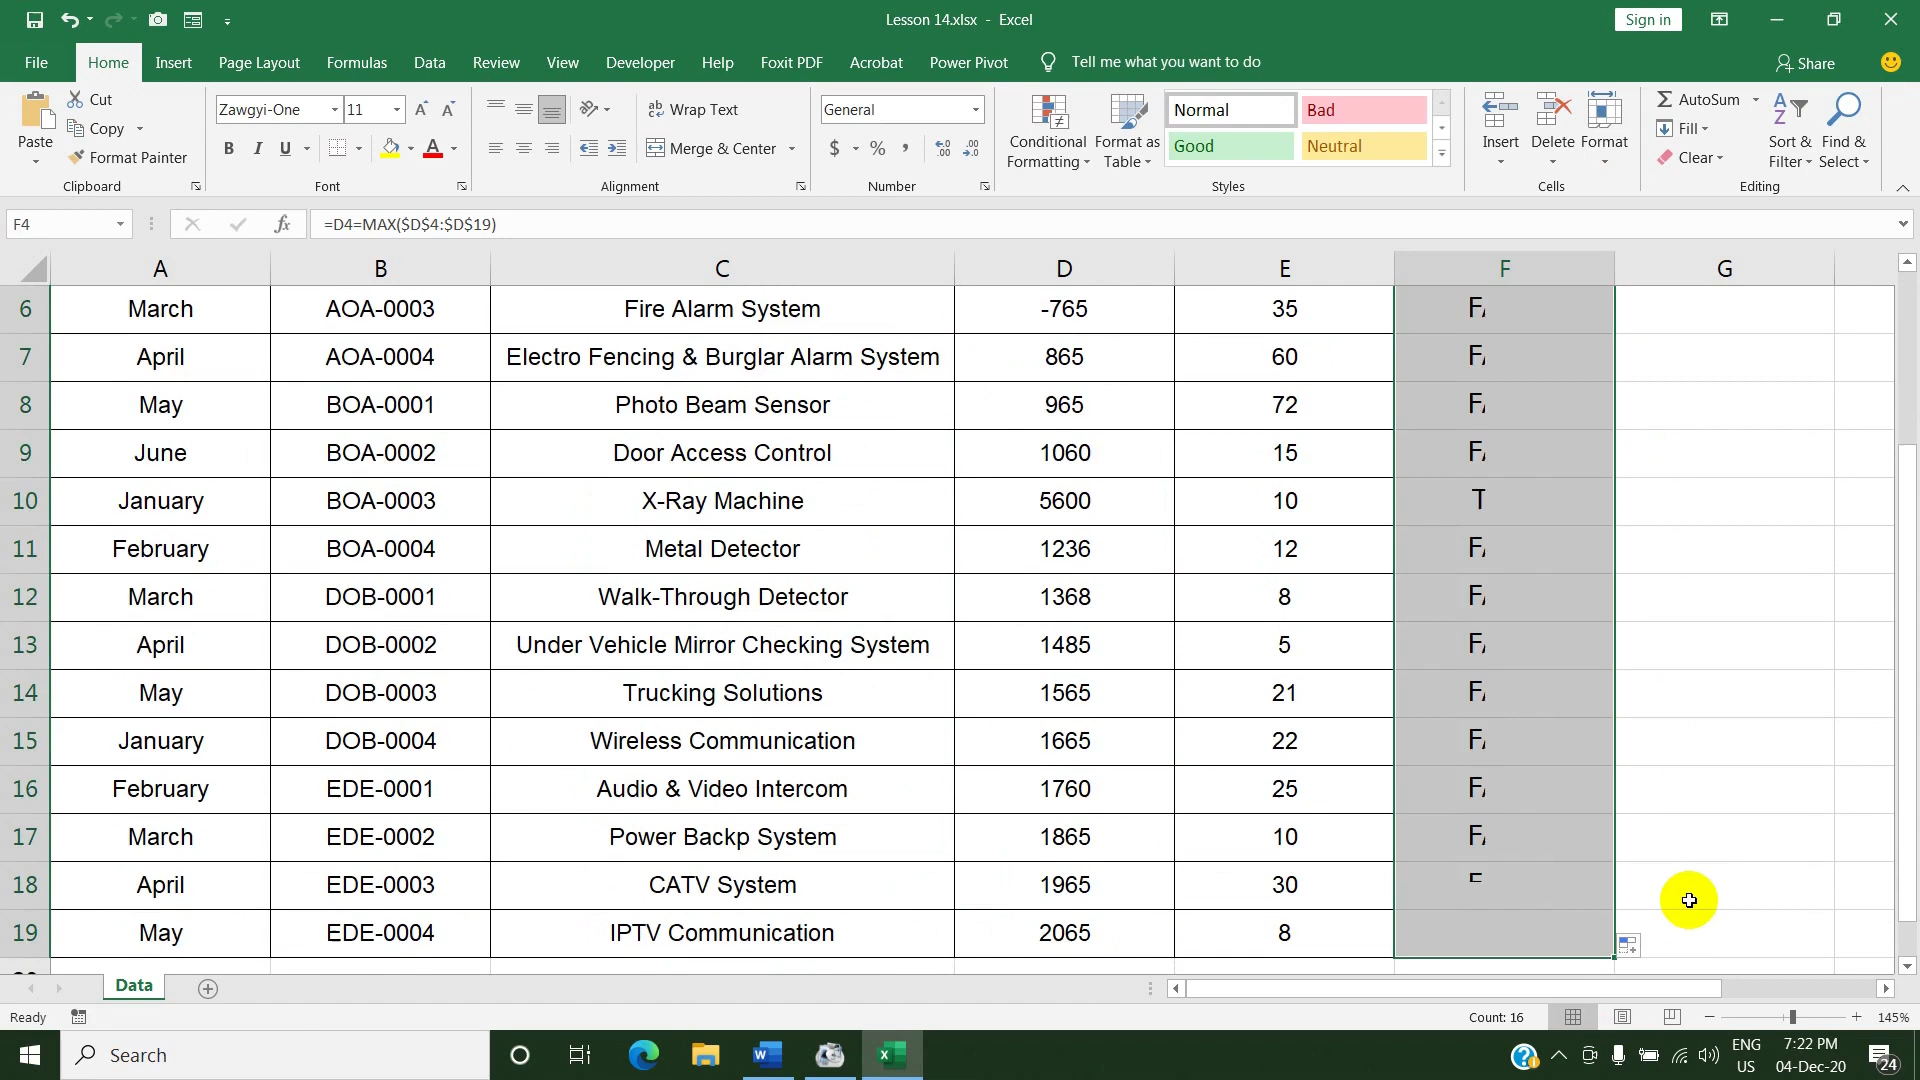 Lesson 14.xlsx - Excel
Sign in
File Home Insert Page Layout Formulas Data Review View Developer Help Foxit PDF Acrobat Power Pivot Tell me what you want to do Share
Paste
Cut
Copy
Format Painter
Clipboard
Zawgyi-One 11
B I U A
Font
Wrap Text
Merge & Center
Alignment
General
$ % ,
Number
Conditional Formatting
Format as Table
Normal Bad
Good Neutral
Styles
Insert Delete Format
Cells
AutoSum
Fill
Clear
Sort & Filter
Find & Select
Editing
F4 fx =D4=MAX($D$4:$D$19)
A B C D E F G
6 March AOA-0003 Fire Alarm System -765 35
7 April AOA-0004 Electro Fencing & Burglar Alarm System 865 60
8 May BOA-0001 Photo Beam Sensor 965 72
9 June BOA-0002 Door Access Control 1060 15
10 January BOA-0003 X-Ray Machine 5600 10 T
11 February BOA-0004 Metal Detector 1236 12
12 March DOB-0001 Walk-Through Detector 1368 8
13 April DOB-0002 Under Vehicle Mirror Checking System 1485 5
14 May DOB-0003 Trucking Solutions 1565 21
15 January DOB-0004 Wireless Communication 1665 22
16 February EDE-0001 Audio & Video Intercom 1760 25
17 March EDE-0002 Power Backp System 1865 10
18 April EDE-0003 CATV System 1965 30
19 May EDE-0004 IPTV Communication 2065 8
Data
Ready Count: 16 145%
Search
ENG
US
7:22 PM
04-Dec-20
24